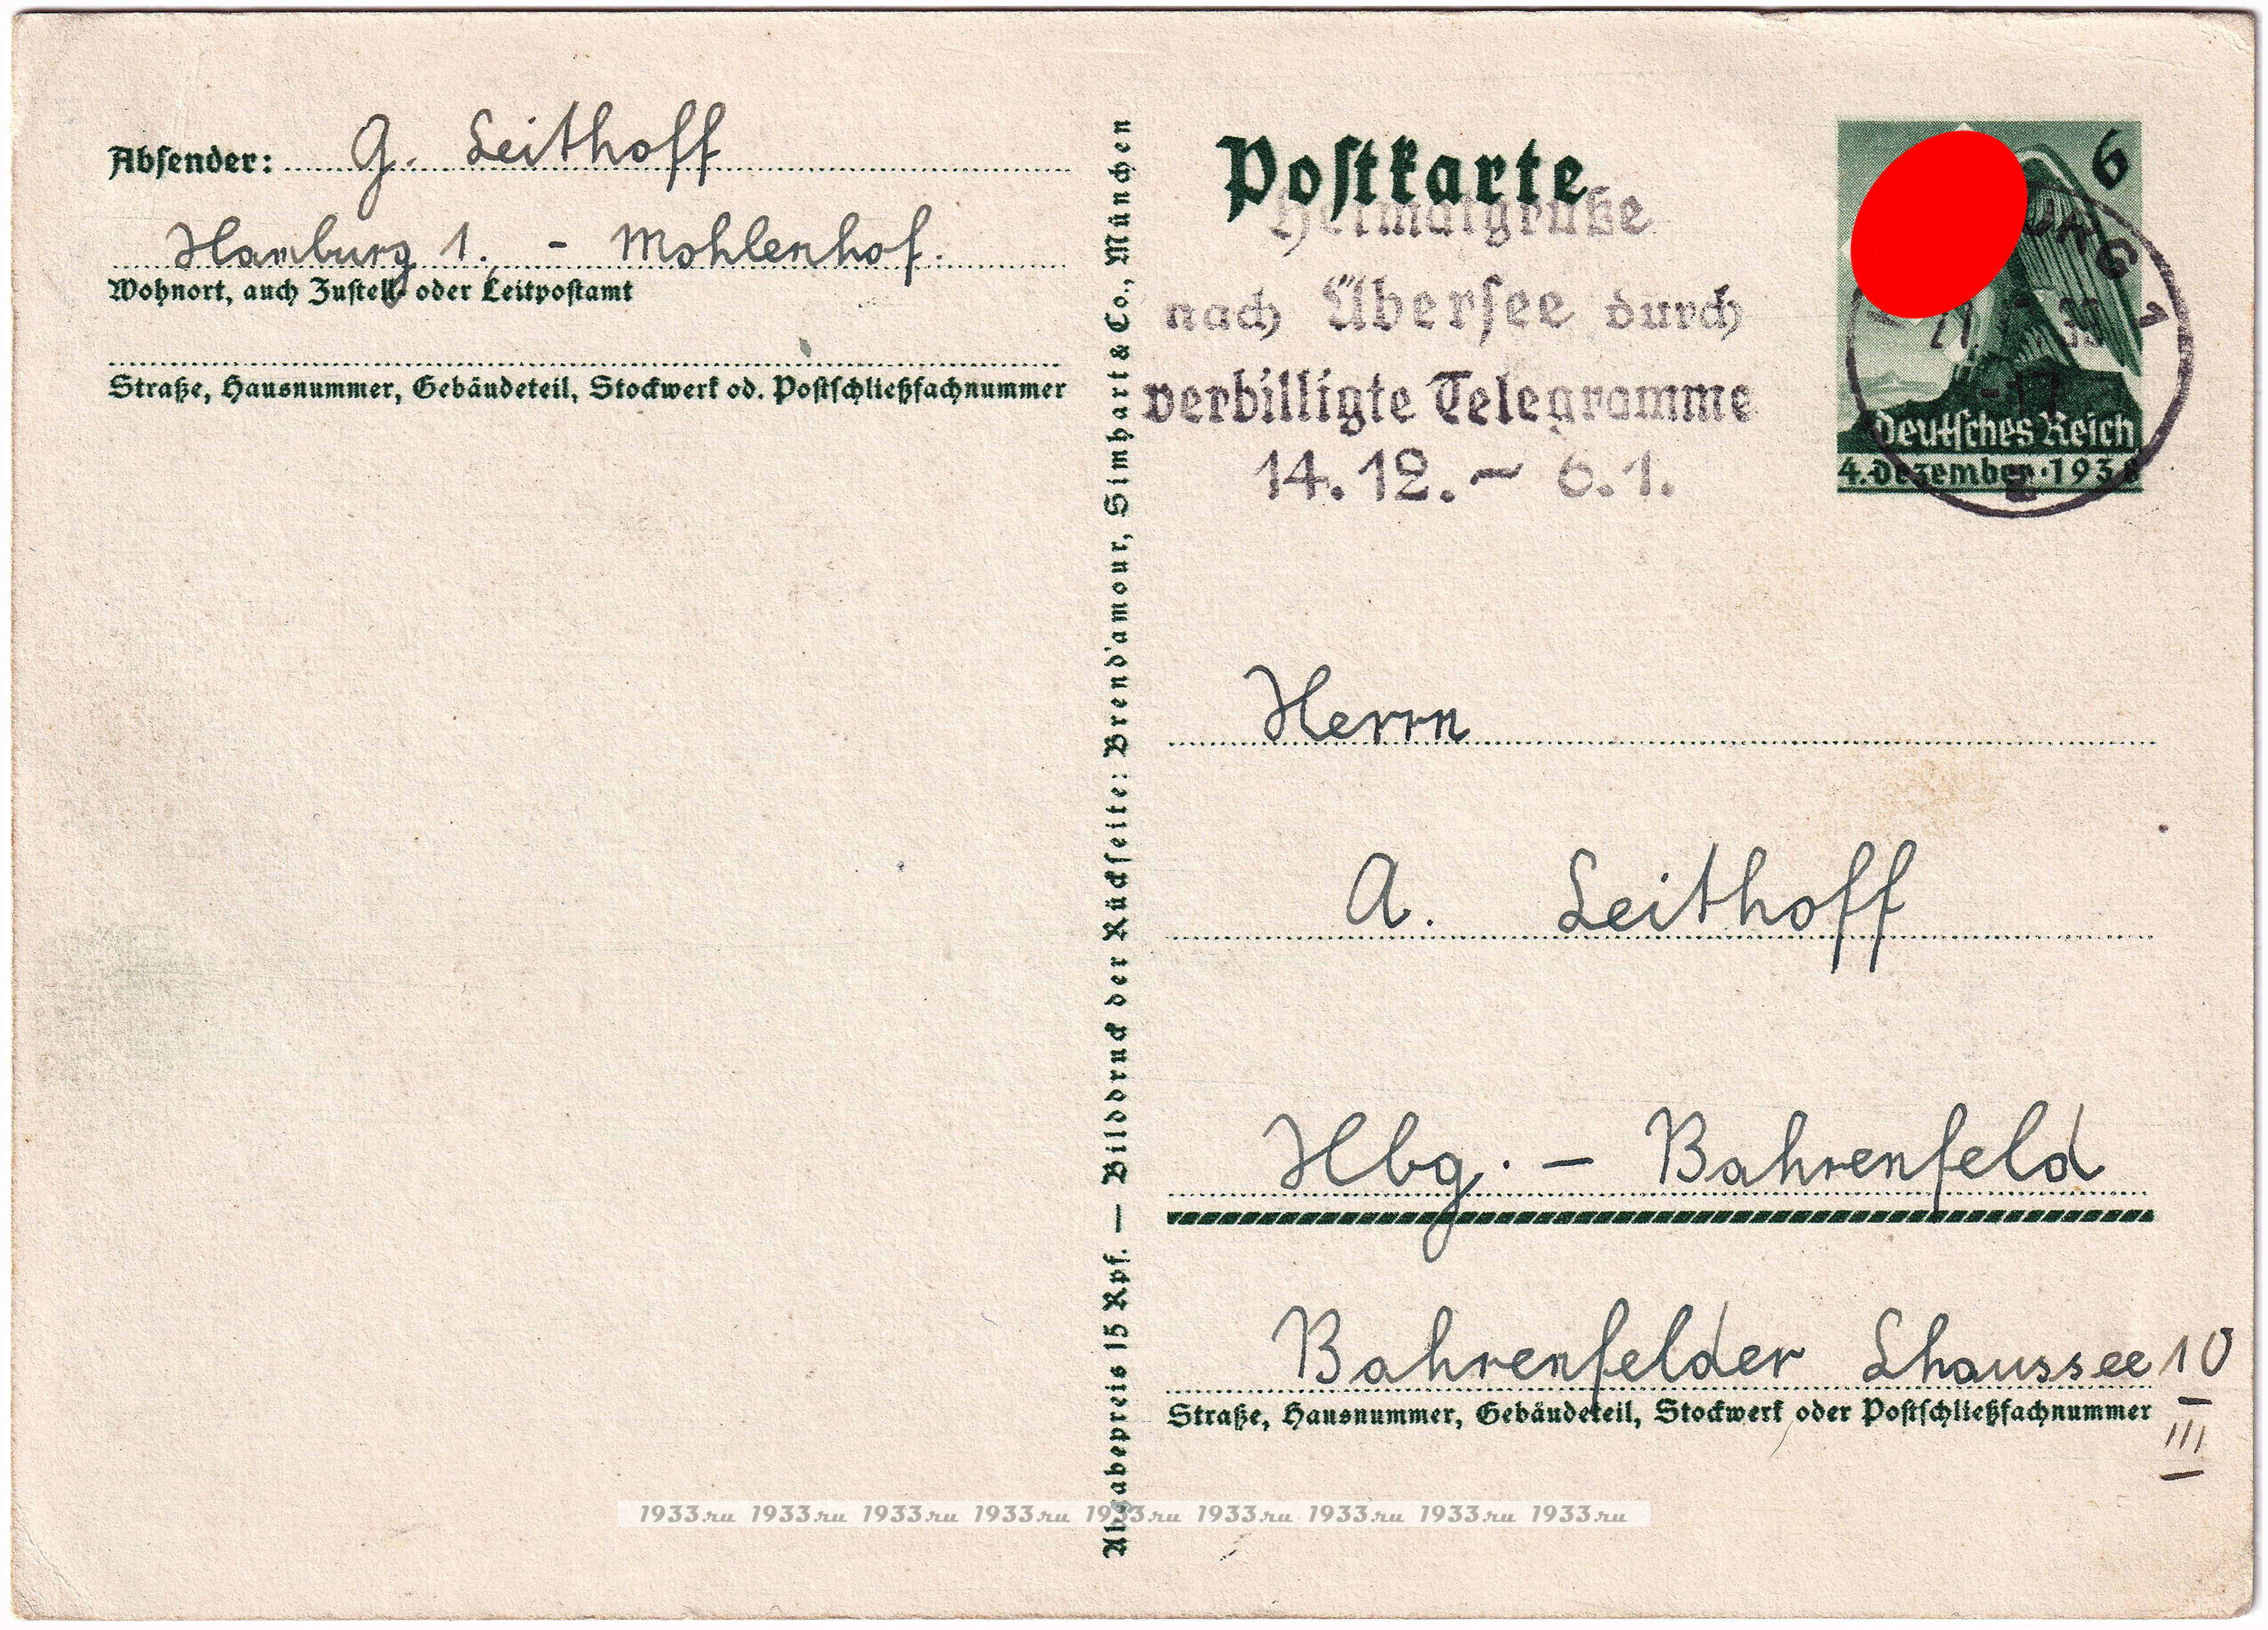 Absender: G. Leithoff
Hamburg 1. - Mohlenhof.
Wohnort, auch Zustell- oder Leitpostamt
Straße, Hausnummer, Gebäudeteil, Stockwerk od. Postschließfachnummer
Abgabepreis 15 Rpf. — Bilddruck der Rückseite: Brend'amour, Simhart & Co., München
Postkarte
Heimatgrüße
nach Übersee durch
verbilligte Telegramme
14.12.– 6.1.
6
Deutsches Reich
4. Dezember · 1938
Herrn
A. Leithoff
Hbg. – Bahrenfeld
Bahrenfelder Chaussee 10
III
Straße, Hausnummer, Gebäudeteil, Stockwerk oder Postschließfachnummer
1933.ru 1933.ru 1933.ru 1933.ru 1933.ru 1933.ru 1933.ru 1933.ru 1933.ru